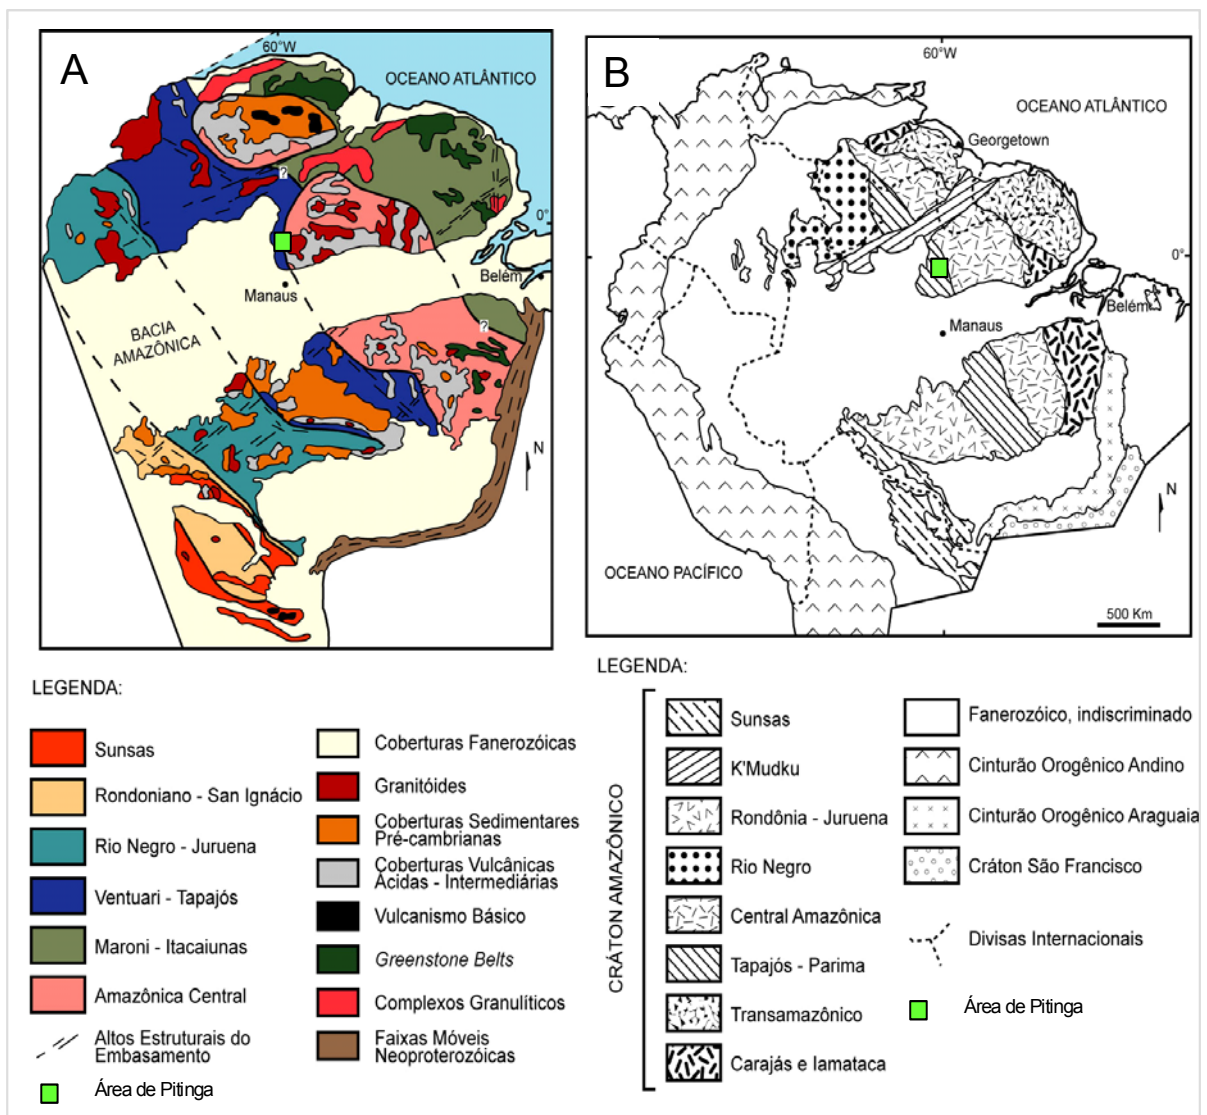 A
60°W
OCEANO ATLÂNTICO
?
0°
Belém
Manaus
BACIA
AMAZÔNICA
?
N
B
60°W
OCEANO ATLÂNTICO
Georgetown
0°
Belém
Manaus
N
OCEANO PACÍFICO
500 Km
LEGENDA:
Sunsas
Rondoniano - San Ignácio
Rio Negro - Juruena
Ventuari - Tapajós
Maroni - Itacaiunas
Amazônica Central
Altos Estruturais do
Embasamento
Área de Pitinga
Coberturas Fanerozóicas
Granitóides
Coberturas Sedimentares
Pré-cambrianas
Coberturas Vulcânicas
Ácidas - Intermediárias
Vulcanismo Básico
Greenstone Belts
Complexos Granulíticos
Faixas Móveis
Neoproterozóicas
LEGENDA:
CRÁTON AMAZÔNICO
Sunsas
K'Mudku
Rondônia - Juruena
Rio Negro
Central Amazônica
Tapajós - Parima
Transamazônico
Carajás e Iamataca
Fanerozóico, indiscriminado
Cinturão Orogênico Andino
Cinturão Orogênico Araguaia
Cráton São Francisco
Divisas Internacionais
Área de Pitinga